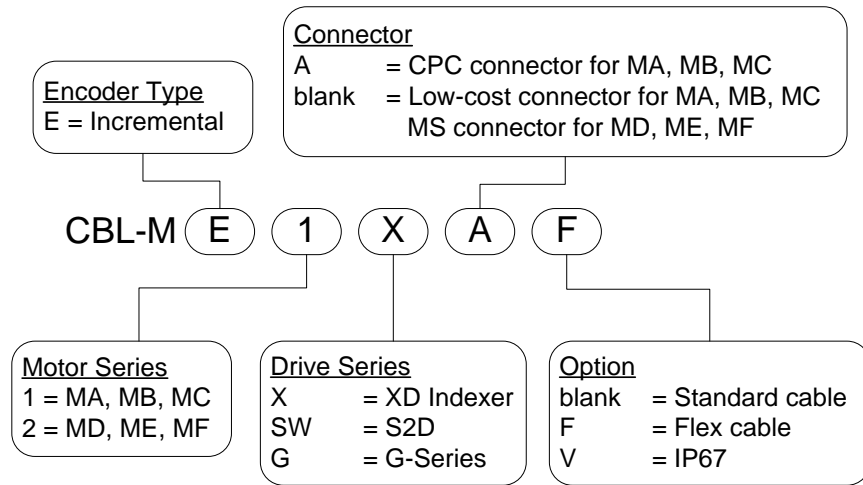 Connector
A = CPC connector for MA, MB, MC
blank = Low-cost connector for MA, MB, MC
MS connector for MD, ME, MF
Encoder Type
E = Incremental
CBL-M E 1 X A F
Motor Series
1 = MA, MB, MC
2 = MD, ME, MF
Drive Series
X = XD Indexer
SW = S2D
G = G-Series
Option
blank = Standard cable
F = Flex cable
V = IP67